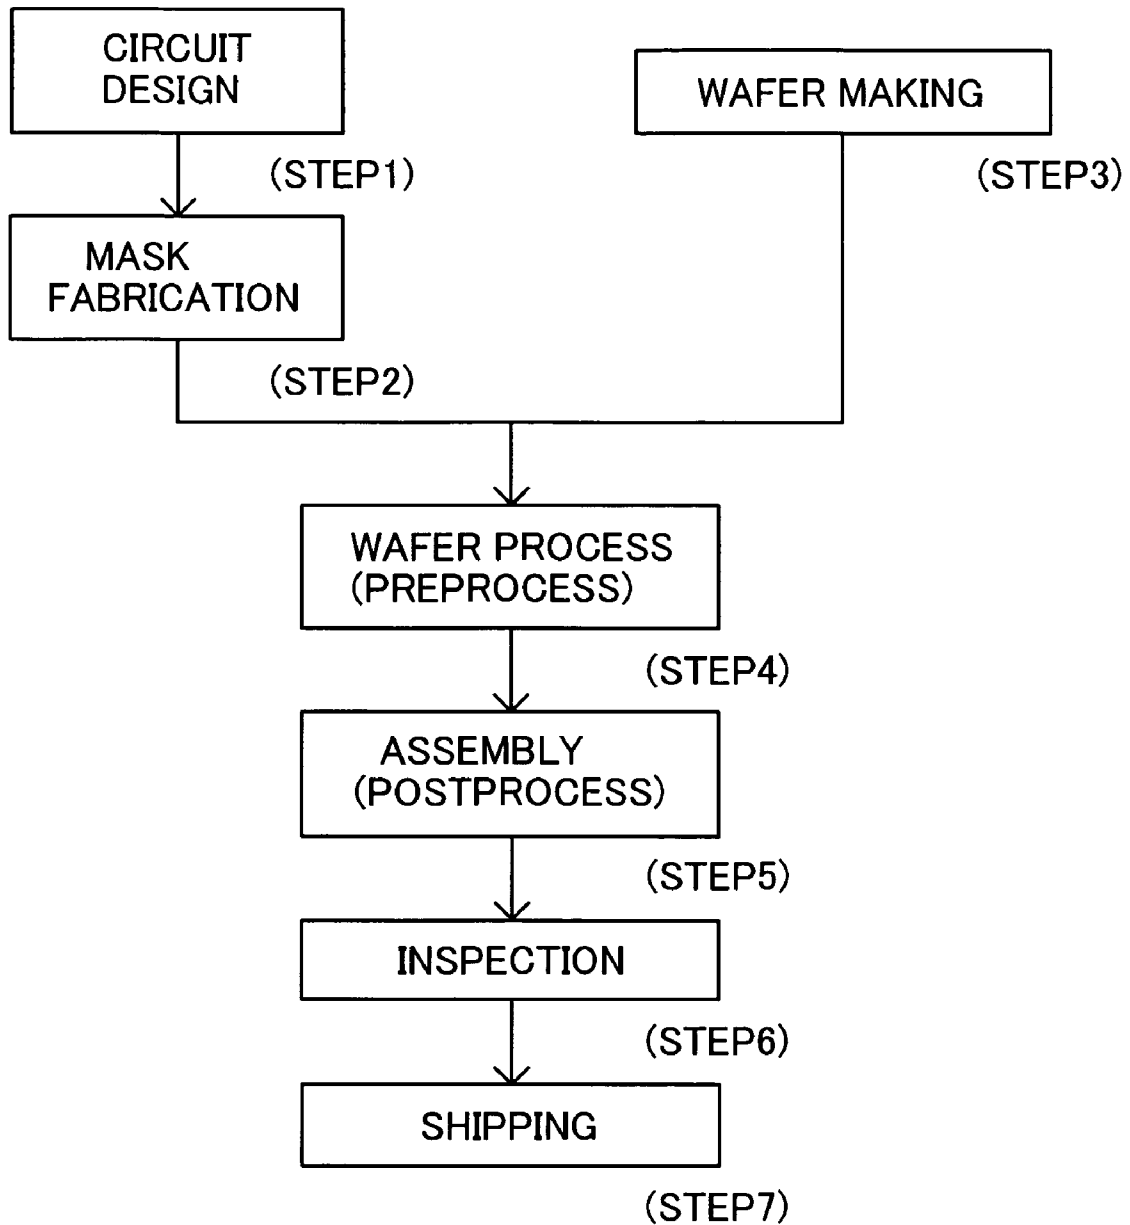 CIRCUIT
DESIGN
(STEP1)
MASK
FABRICATION
(STEP2)
WAFER MAKING
(STEP3)
WAFER PROCESS
(PREPROCESS)
(STEP4)
ASSEMBLY
(POSTPROCESS)
(STEP5)
INSPECTION
(STEP6)
SHIPPING
(STEP7)